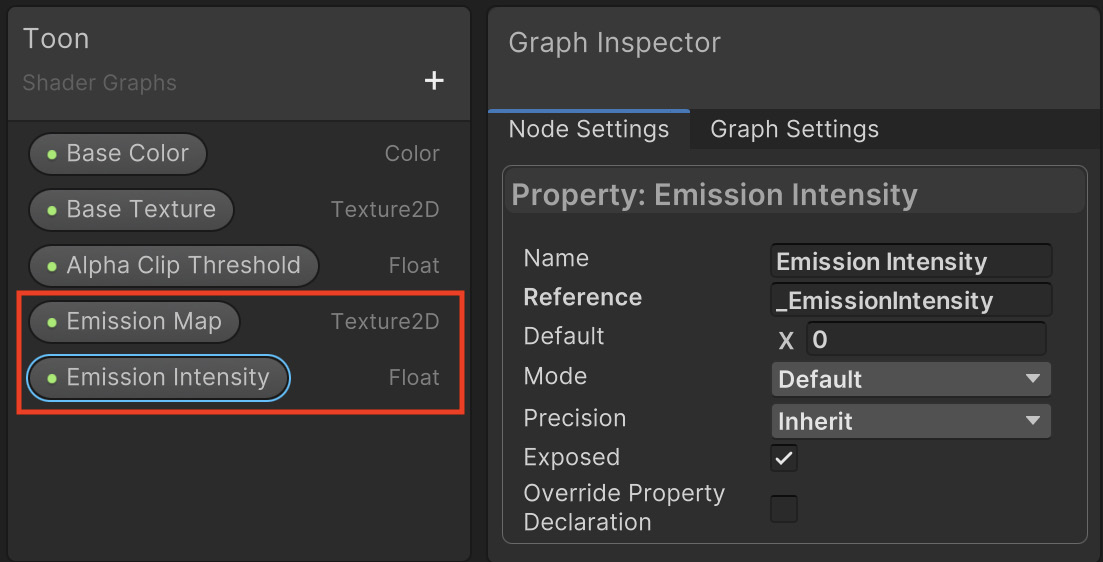 Toon
Shader Graphs
+
Base Color Color
Base Texture Texture2D
Alpha Clip Threshold Float
Emission Map Texture2D
Emission Intensity Float
Graph Inspector
Node Settings Graph Settings
Property: Emission Intensity
Name Emission Intensity
Reference _EmissionIntensity
Default X 0
Mode Default
Precision Inherit
Exposed
Override Property
Declaration